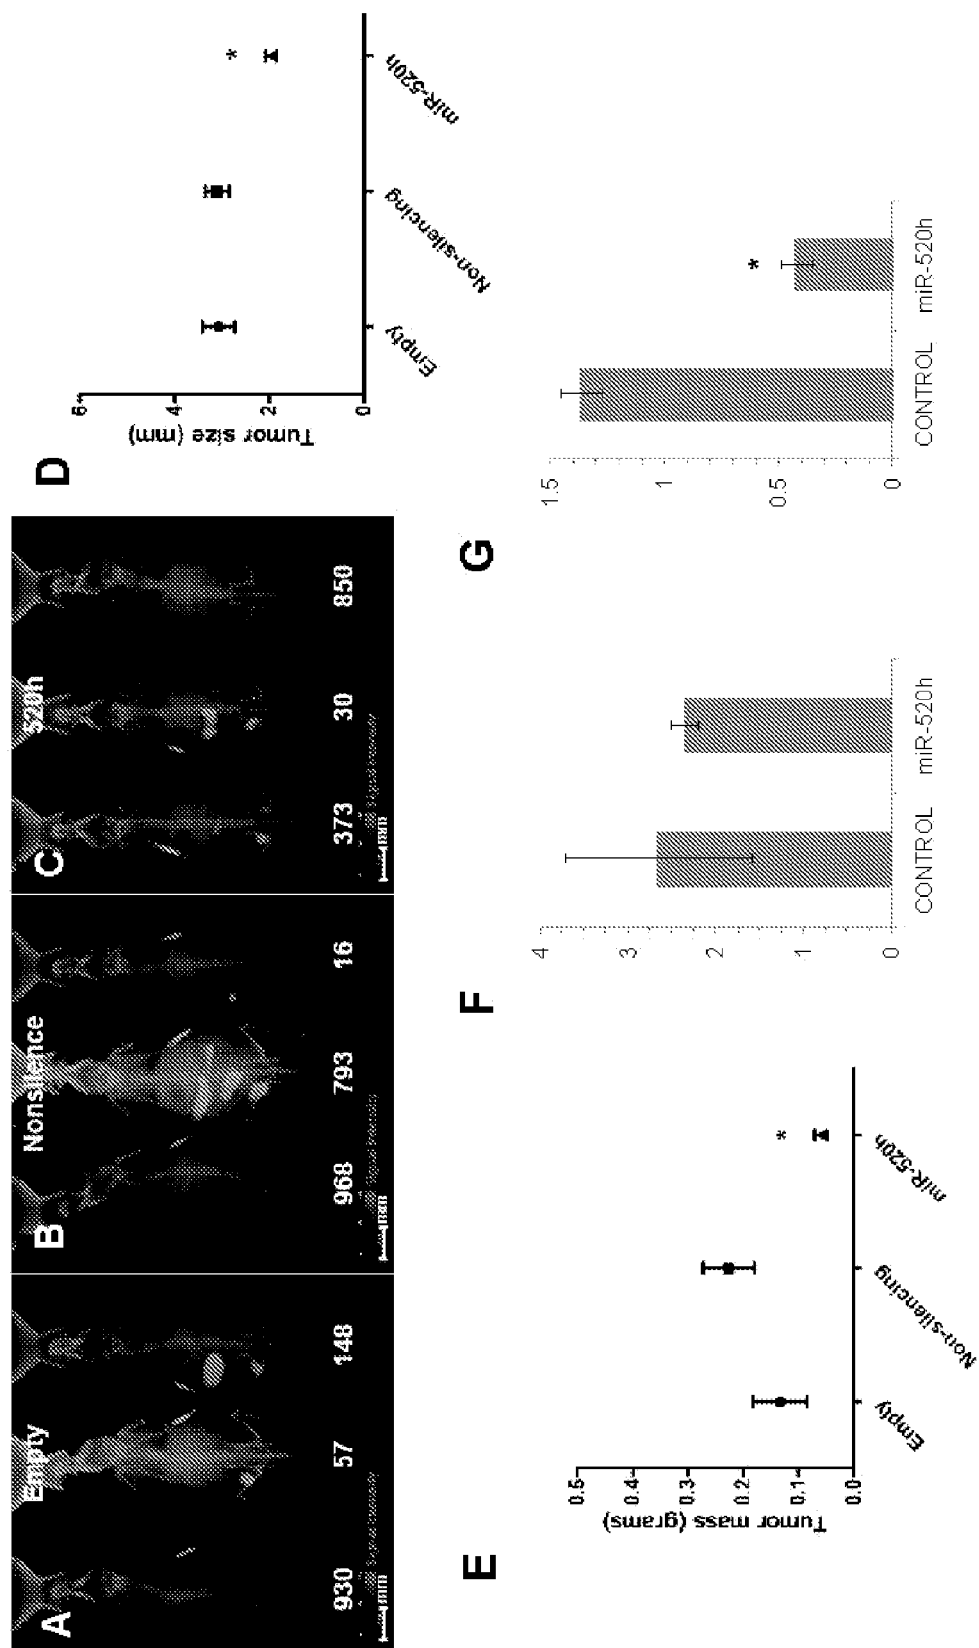 A
Empty
930
57
148
B
Nonsilence
968
793
16
C
520h
373
30
850
D
Tumor size (mm)
6
4
2
0
Empty
Non-silencing
miR-520h
*
E
Tumor mass (grams)
0.5
0.4
0.3
0.2
0.1
0.0
Empty
Non-silencing
miR-520h
*
F
4
3
2
1
0
CONTROL
miR-520h
G
1.5
1
0.5
0
CONTROL
miR-520h
*